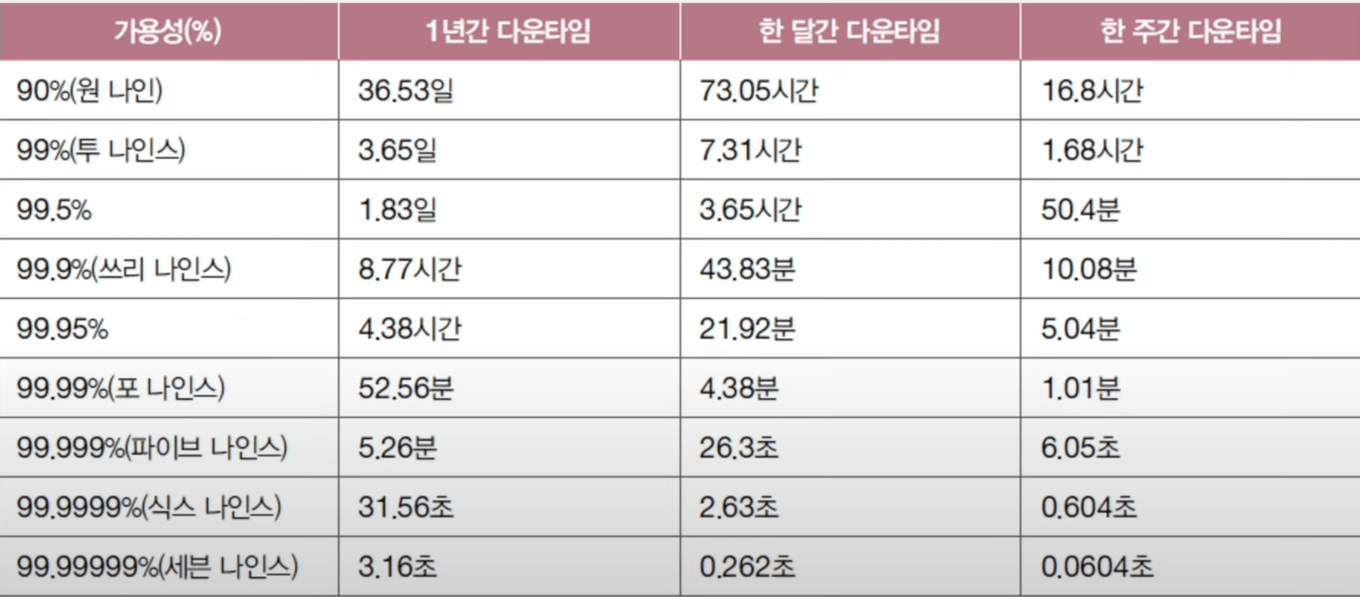 가용성(%) 1년간 다운타임 한 달간 다운타임 한 주간 다운타임
90%(원 나인) 36.53일 73.05시간 16.8시간
99%(투 나인스) 3.65일 7.31시간 1.68시간
99.5% 1.83일 3.65시간 50.4분
99.9%(쓰리 나인스) 8.77시간 43.83분 10.08분
99.95% 4.38시간 21.92분 5.04분
99.99%(포 나인스) 52.56분 4.38분 1.01분
99.999%(파이브 나인스) 5.26분 26.3초 6.05초
99.9999%(식스 나인스) 31.56초 2.63초 0.604초
99.99999%(세븐 나인스) 3.16초 0.262초 0.0604초